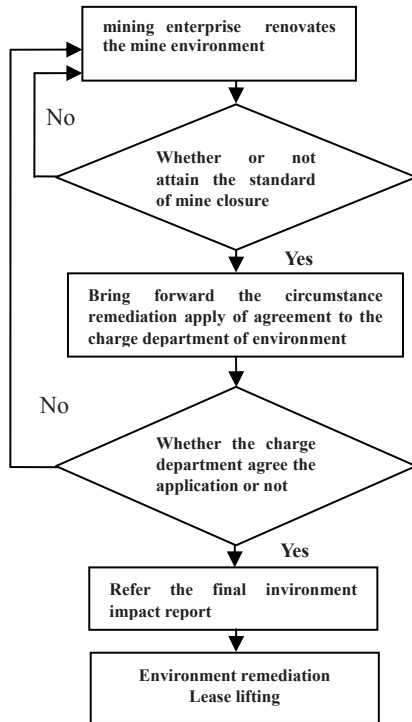 mining enterprise renovates
the mine environment
No
Whether or not
attain the standard
of mine closure
Yes
Bring forward the circumstance
remediation apply of agreement to the
charge department of environment
No
Whether the charge
department agree the
application or not
Yes
Refer the final invironment
impact report
Environment remediation
Lease lifting